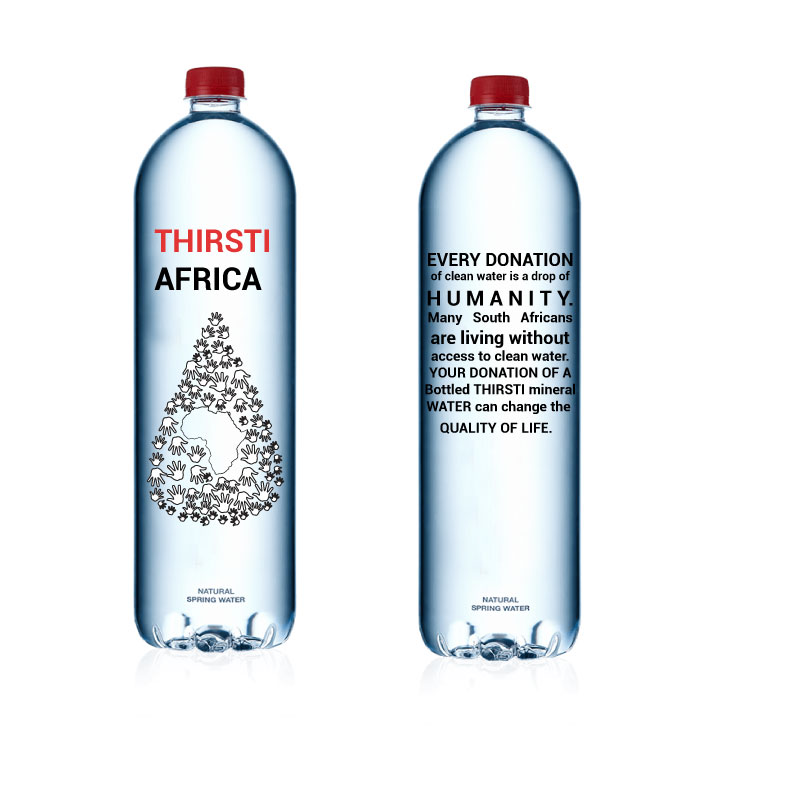 THIRSTI
AFRICA
NATURAL
SPRING WATER
EVERY DONATION
of clean water is a drop of
HUMANITY.
Many South Africans
are living without
access to clean water.
YOUR DONATION OF A
Bottled THIRSTI mineral
WATER can change the
QUALITY OF LIFE.
NATURAL
SPRING WATER